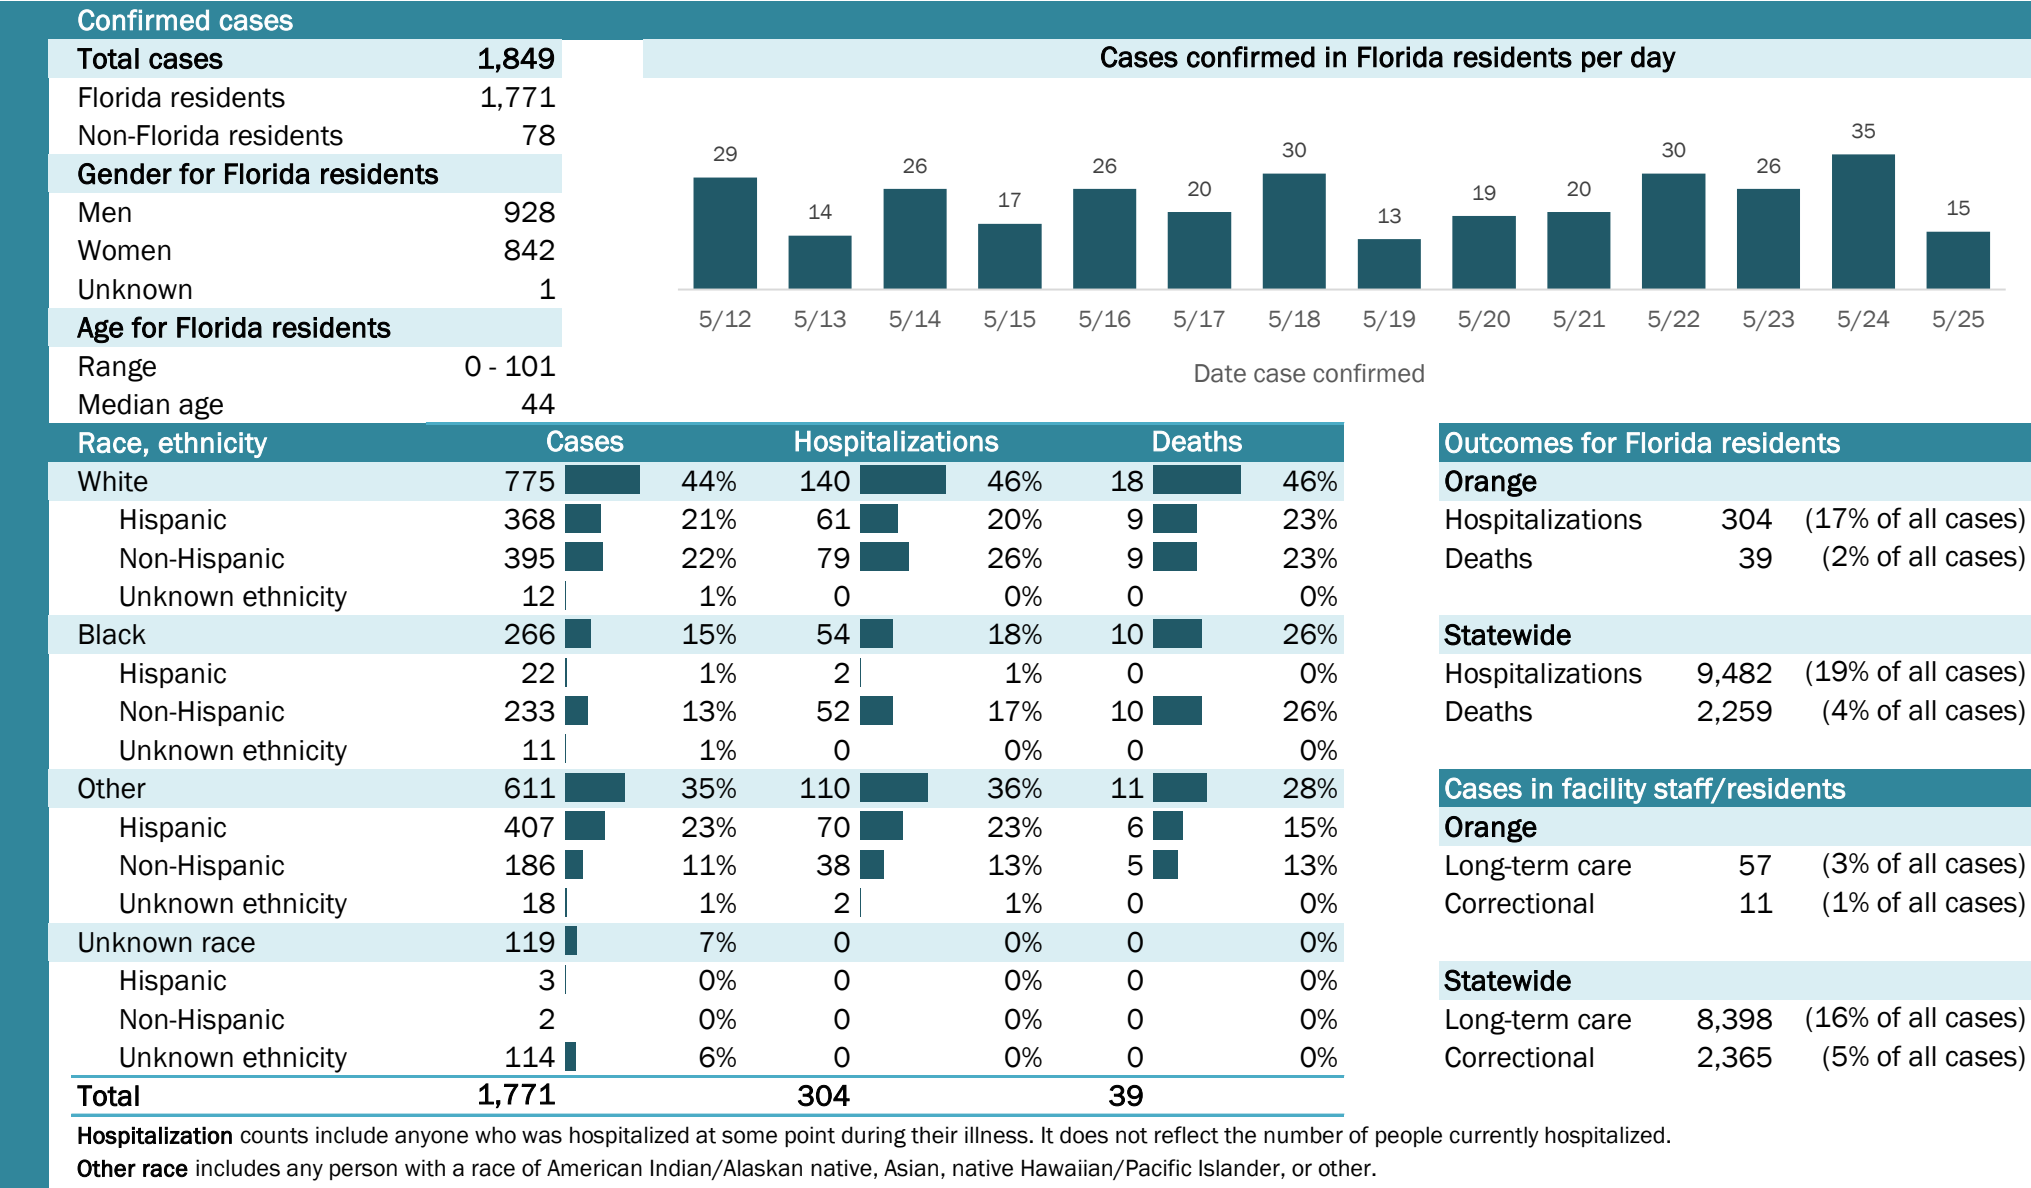 Confirmed cases
Total cases 1,849
Florida residents 1,771
Non-Florida residents 78
Gender for Florida residents
Men 928
Women 842
Unknown 1
Age for Florida residents
Range 0 - 101
Median age 44
Cases confirmed in Florida residents per day
29 14 26 17 26 20 30 13 19 20 30 26 35 15
5/12 5/13 5/14 5/15 5/16 5/17 5/18 5/19 5/20 5/21 5/22 5/23 5/24 5/25
Date case confirmed
Race, ethnicity Cases Hospitalizations Deaths
White 775 44% 140 46% 18 46%
Hispanic 368 21% 61 20% 9 23%
Non-Hispanic 395 22% 79 26% 9 23%
Unknown ethnicity 12 1% 0 0% 0 0%
Black 266 15% 54 18% 10 26%
Hispanic 22 1% 2 1% 0 0%
Non-Hispanic 233 13% 52 17% 10 26%
Unknown ethnicity 11 1% 0 0% 0 0%
Other 611 35% 110 36% 11 28%
Hispanic 407 23% 70 23% 6 15%
Non-Hispanic 186 11% 38 13% 5 13%
Unknown ethnicity 18 1% 2 1% 0 0%
Unknown race 119 7% 0 0% 0 0%
Hispanic 3 0% 0 0% 0 0%
Non-Hispanic 2 0% 0 0% 0 0%
Unknown ethnicity 114 6% 0 0% 0 0%
Total 1,771 304 39
Outcomes for Florida residents
Orange
Hospitalizations 304 (17% of all cases)
Deaths 39 (2% of all cases)
Statewide
Hospitalizations 9,482 (19% of all cases)
Deaths 2,259 (4% of all cases)
Cases in facility staff/residents
Orange
Long-term care 57 (3% of all cases)
Correctional 11 (1% of all cases)
Statewide
Long-term care 8,398 (16% of all cases)
Correctional 2,365 (5% of all cases)
Hospitalization counts include anyone who was hospitalized at some point during their illness. It does not reflect the number of people currently hospitalized.
Other race includes any person with a race of American Indian/Alaskan native, Asian, native Hawaiian/Pacific Islander, or other.